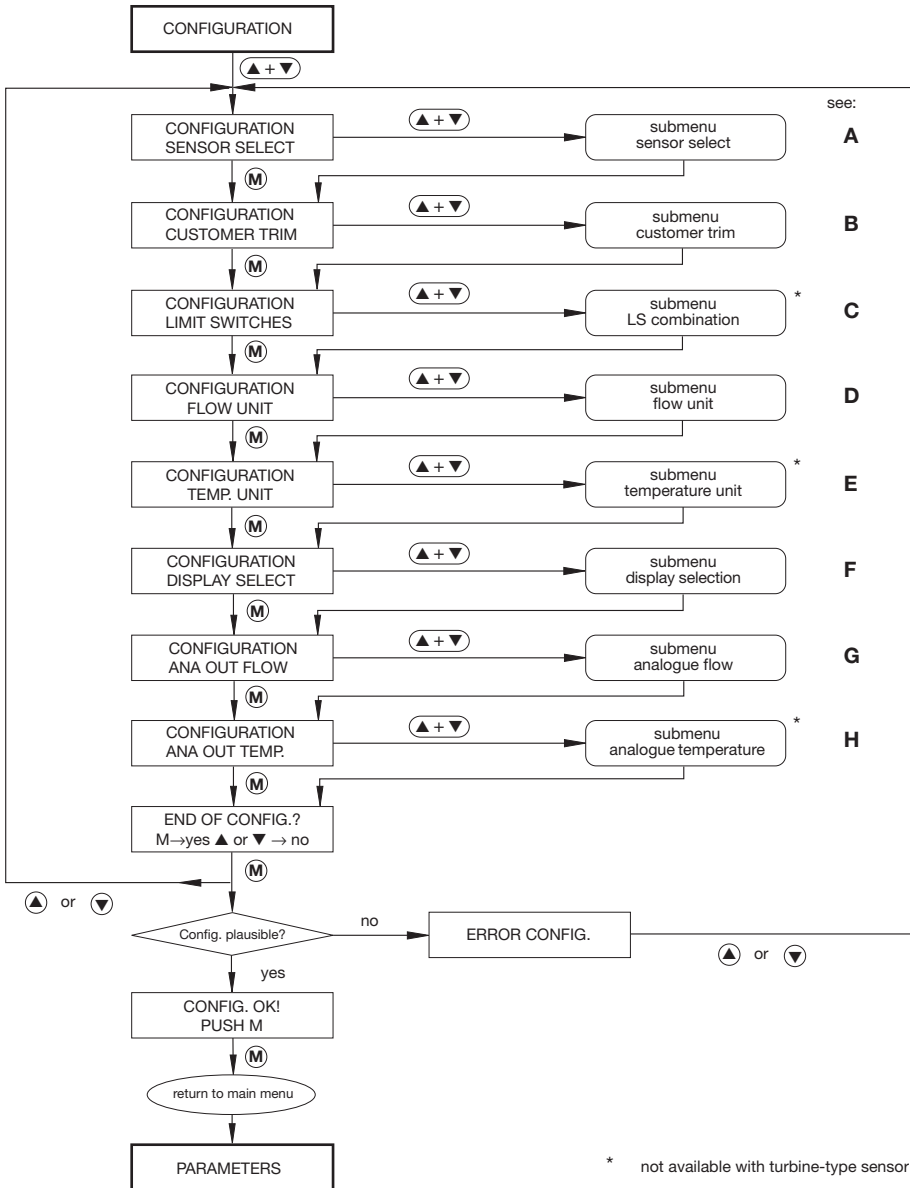 CONFIGURATION
▲ + ▼
see:
CONFIGURATION
SENSOR SELECT
▲ + ▼
submenu
sensor select
A
M
CONFIGURATION
CUSTOMER TRIM
▲ + ▼
submenu
customer trim
B
M
CONFIGURATION
LIMIT SWITCHES
▲ + ▼
submenu
LS combination
*
C
M
CONFIGURATION
FLOW UNIT
▲ + ▼
submenu
flow unit
D
M
CONFIGURATION
TEMP. UNIT
▲ + ▼
submenu
temperature unit
*
E
M
CONFIGURATION
DISPLAY SELECT
▲ + ▼
submenu
display selection
F
M
CONFIGURATION
ANA OUT FLOW
▲ + ▼
submenu
analogue flow
G
M
CONFIGURATION
ANA OUT TEMP.
▲ + ▼
submenu
analogue temperature
*
H
M
END OF CONFIG.?
M→yes ▲ or ▼ → no
M
▲ or ▼
Config. plausible?
no
ERROR CONFIG.
▲ or ▼
yes
CONFIG. OK!
PUSH M
M
return to main menu
PARAMETERS
* not available with turbine-type sensor